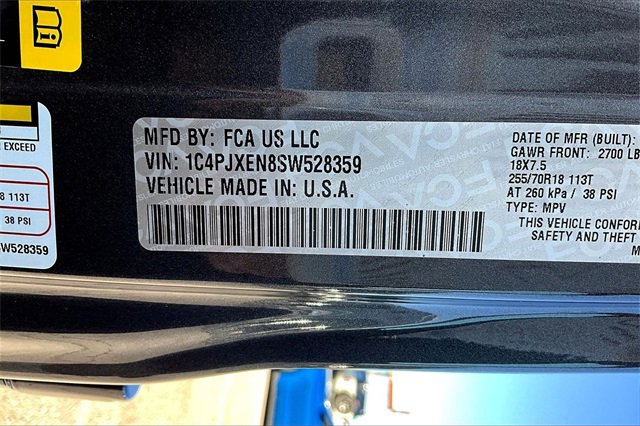 EXCEED
8 113T
38 PSI
SW528359
MFD BY: FCA US LLC
VIN: 1C4PJXEN8SW528359
VEHICLE MADE IN: U.S.A.
DATE OF MFR (BUILT):
GAWR FRONT: 2700 LB
18X7.5
255/70R18 113T
AT 260 kPa / 38 PSI
TYPE: MPV
THIS VEHICLE CONFOR
SAFETY AND THEFT
M